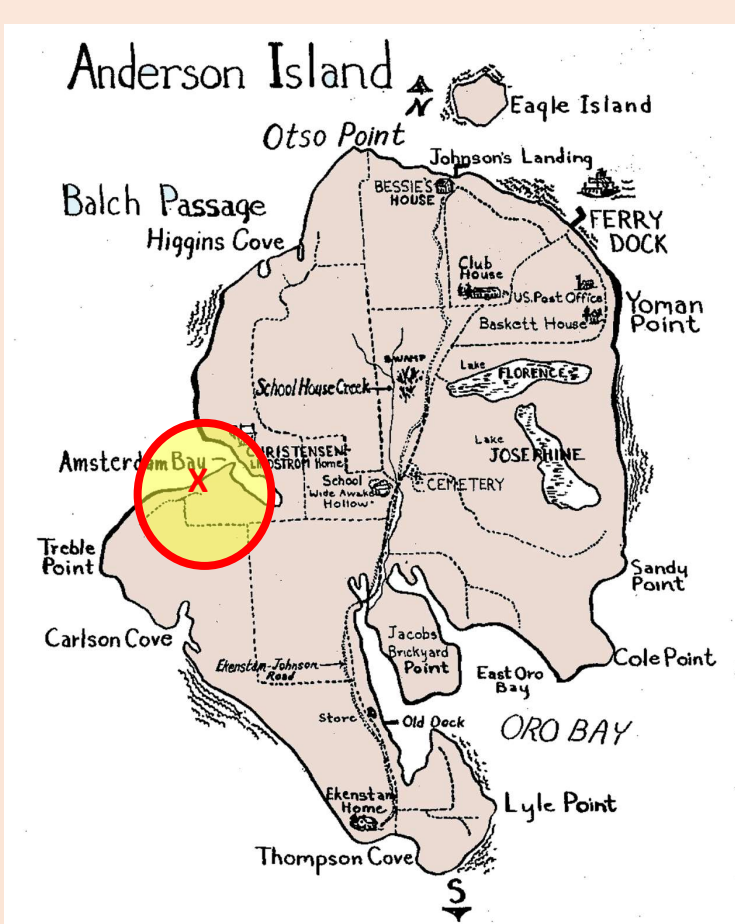 Anderson Island
N
Eagle Island
Otso Point
Johnson's Landing
BESSIE'S
HOUSE
Balch Passage
Higgins Cove
FERRY
DOCK
Club
House
U.S. Post Office
Yoman
Point
Baskett House
SWAMP
Lake
FLORENCE
School House Creek
Lake
JOSEPHINE
CHRISTENSEN
LINDSTROM Home
Amsterdam Bay
X
School
"Wide Awake
Hollow"
CEMETERY
Treble
Point
Sandy
Point
Carlson Cove
Jacobs
Brickyard
Point
Cole Point
East Oro
Bay
Ekenstam-Johnson
Road
Store
Old Dock
ORO BAY
Ekenstam
Home
Lyle Point
Thompson Cove
S